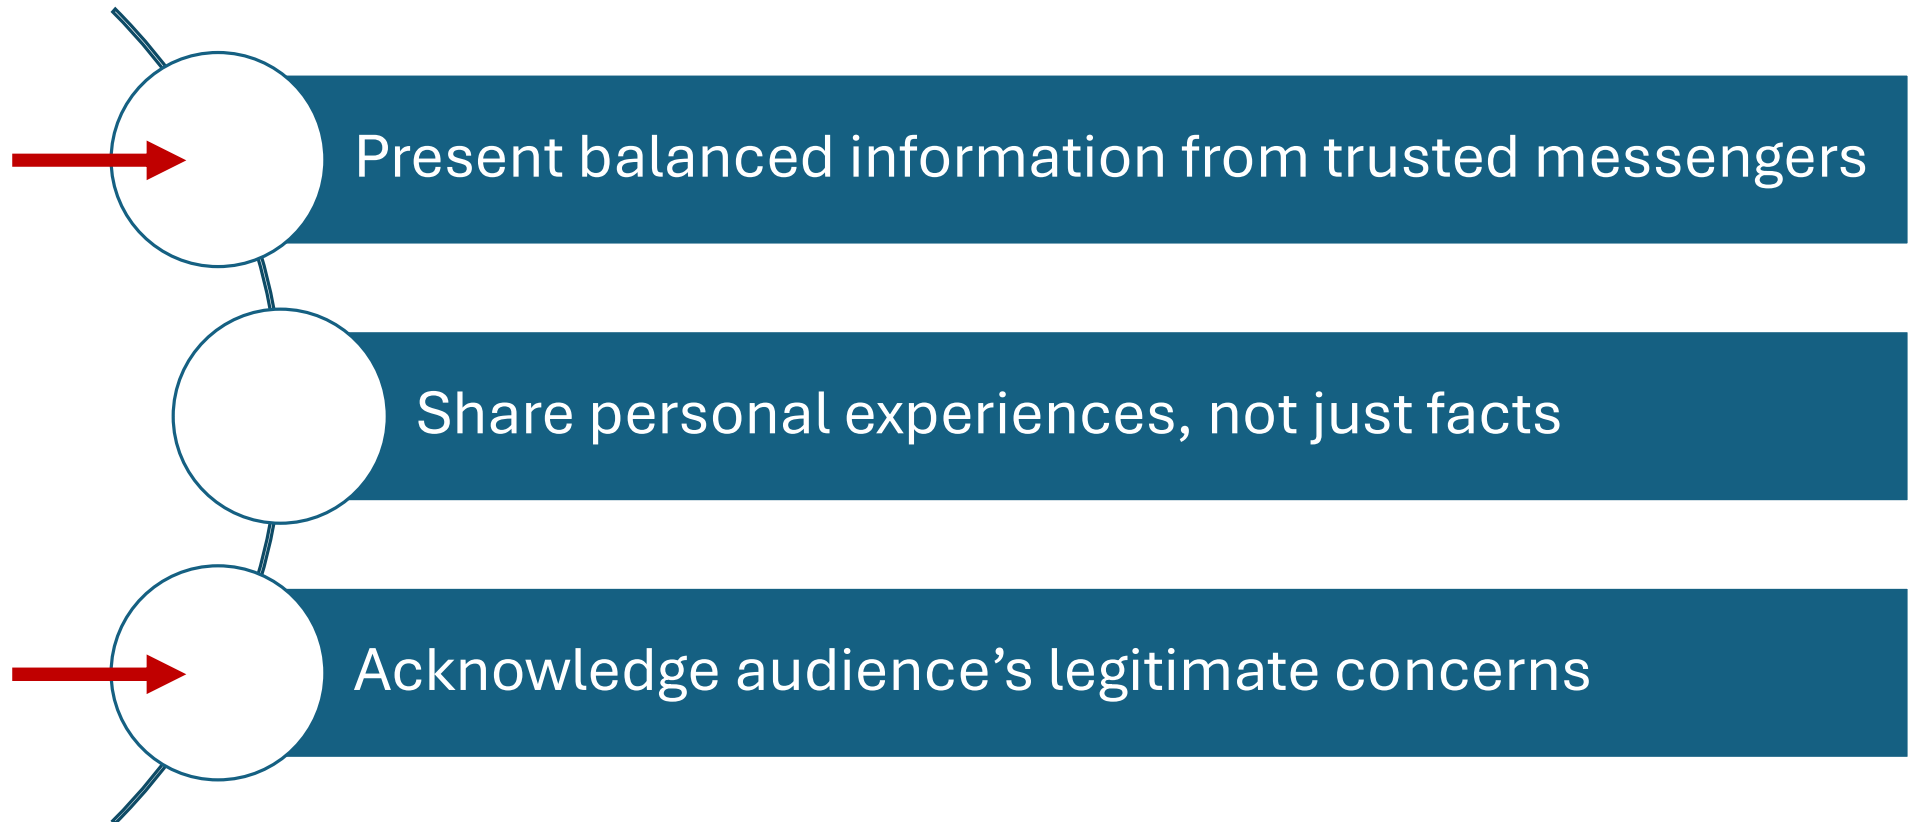 Present balanced information from trusted messengers
Share personal experiences, not just facts
Acknowledge audience’s legitimate concerns